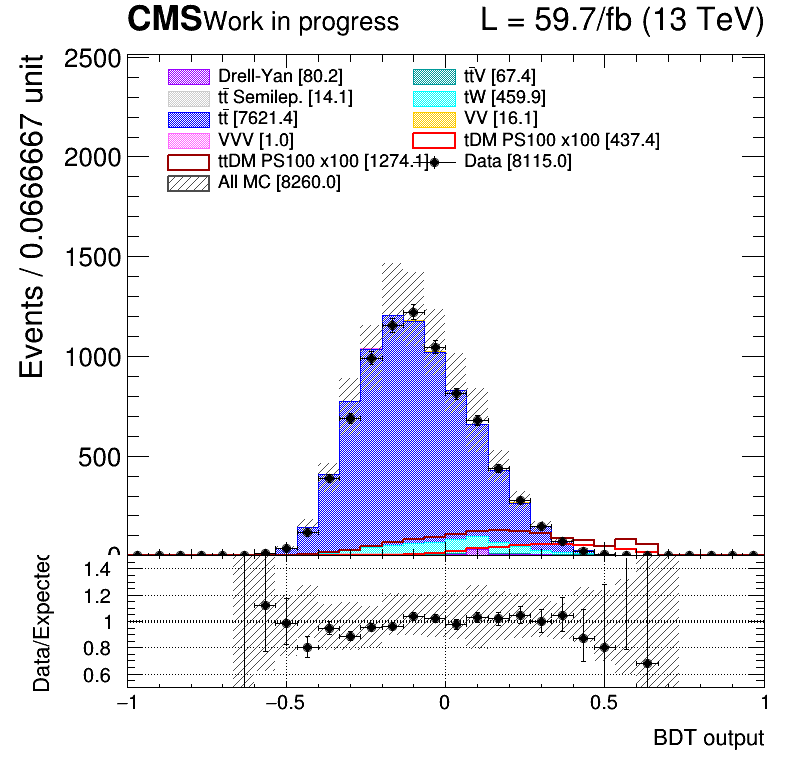 CMS Work in progress L = 59.7/fb (13 TeV)
Events / 0.0666667 unit
2500
2000
1500
1000
500
0
Drell-Yan [80.2] tt̄V [67.4]
tt̄ Semilep. [14.1] tW [459.9]
tt̄ [7621.4] VV [16.1]
VVV [1.0] tDM PS100 x100 [437.4]
ttDM PS100 x100 [1274.1] Data [8115.0]
All MC [8260.0]
Data/Expected
1.4
1.2
1
0.8
0.6
−1 −0.5 0 0.5 1
BDT output